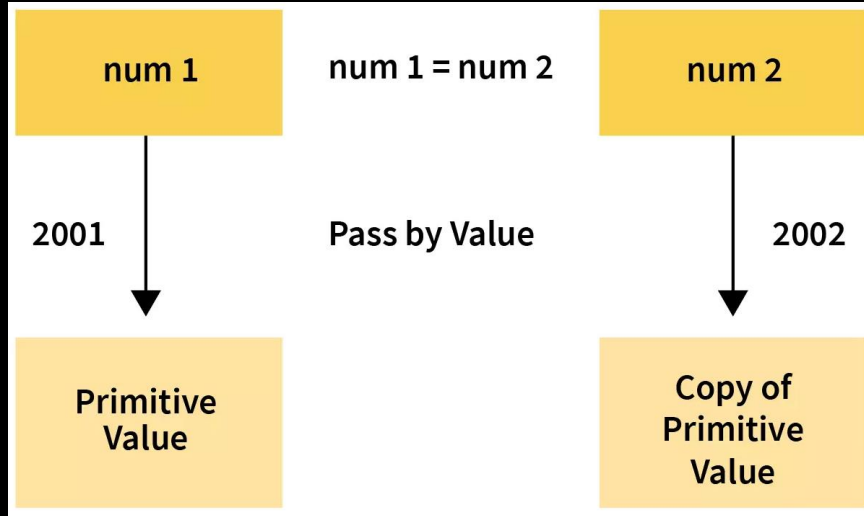 num 1
num 1 = num 2
num 2
2001
Pass by Value
2002
Primitive
Value
Copy of
Primitive
Value